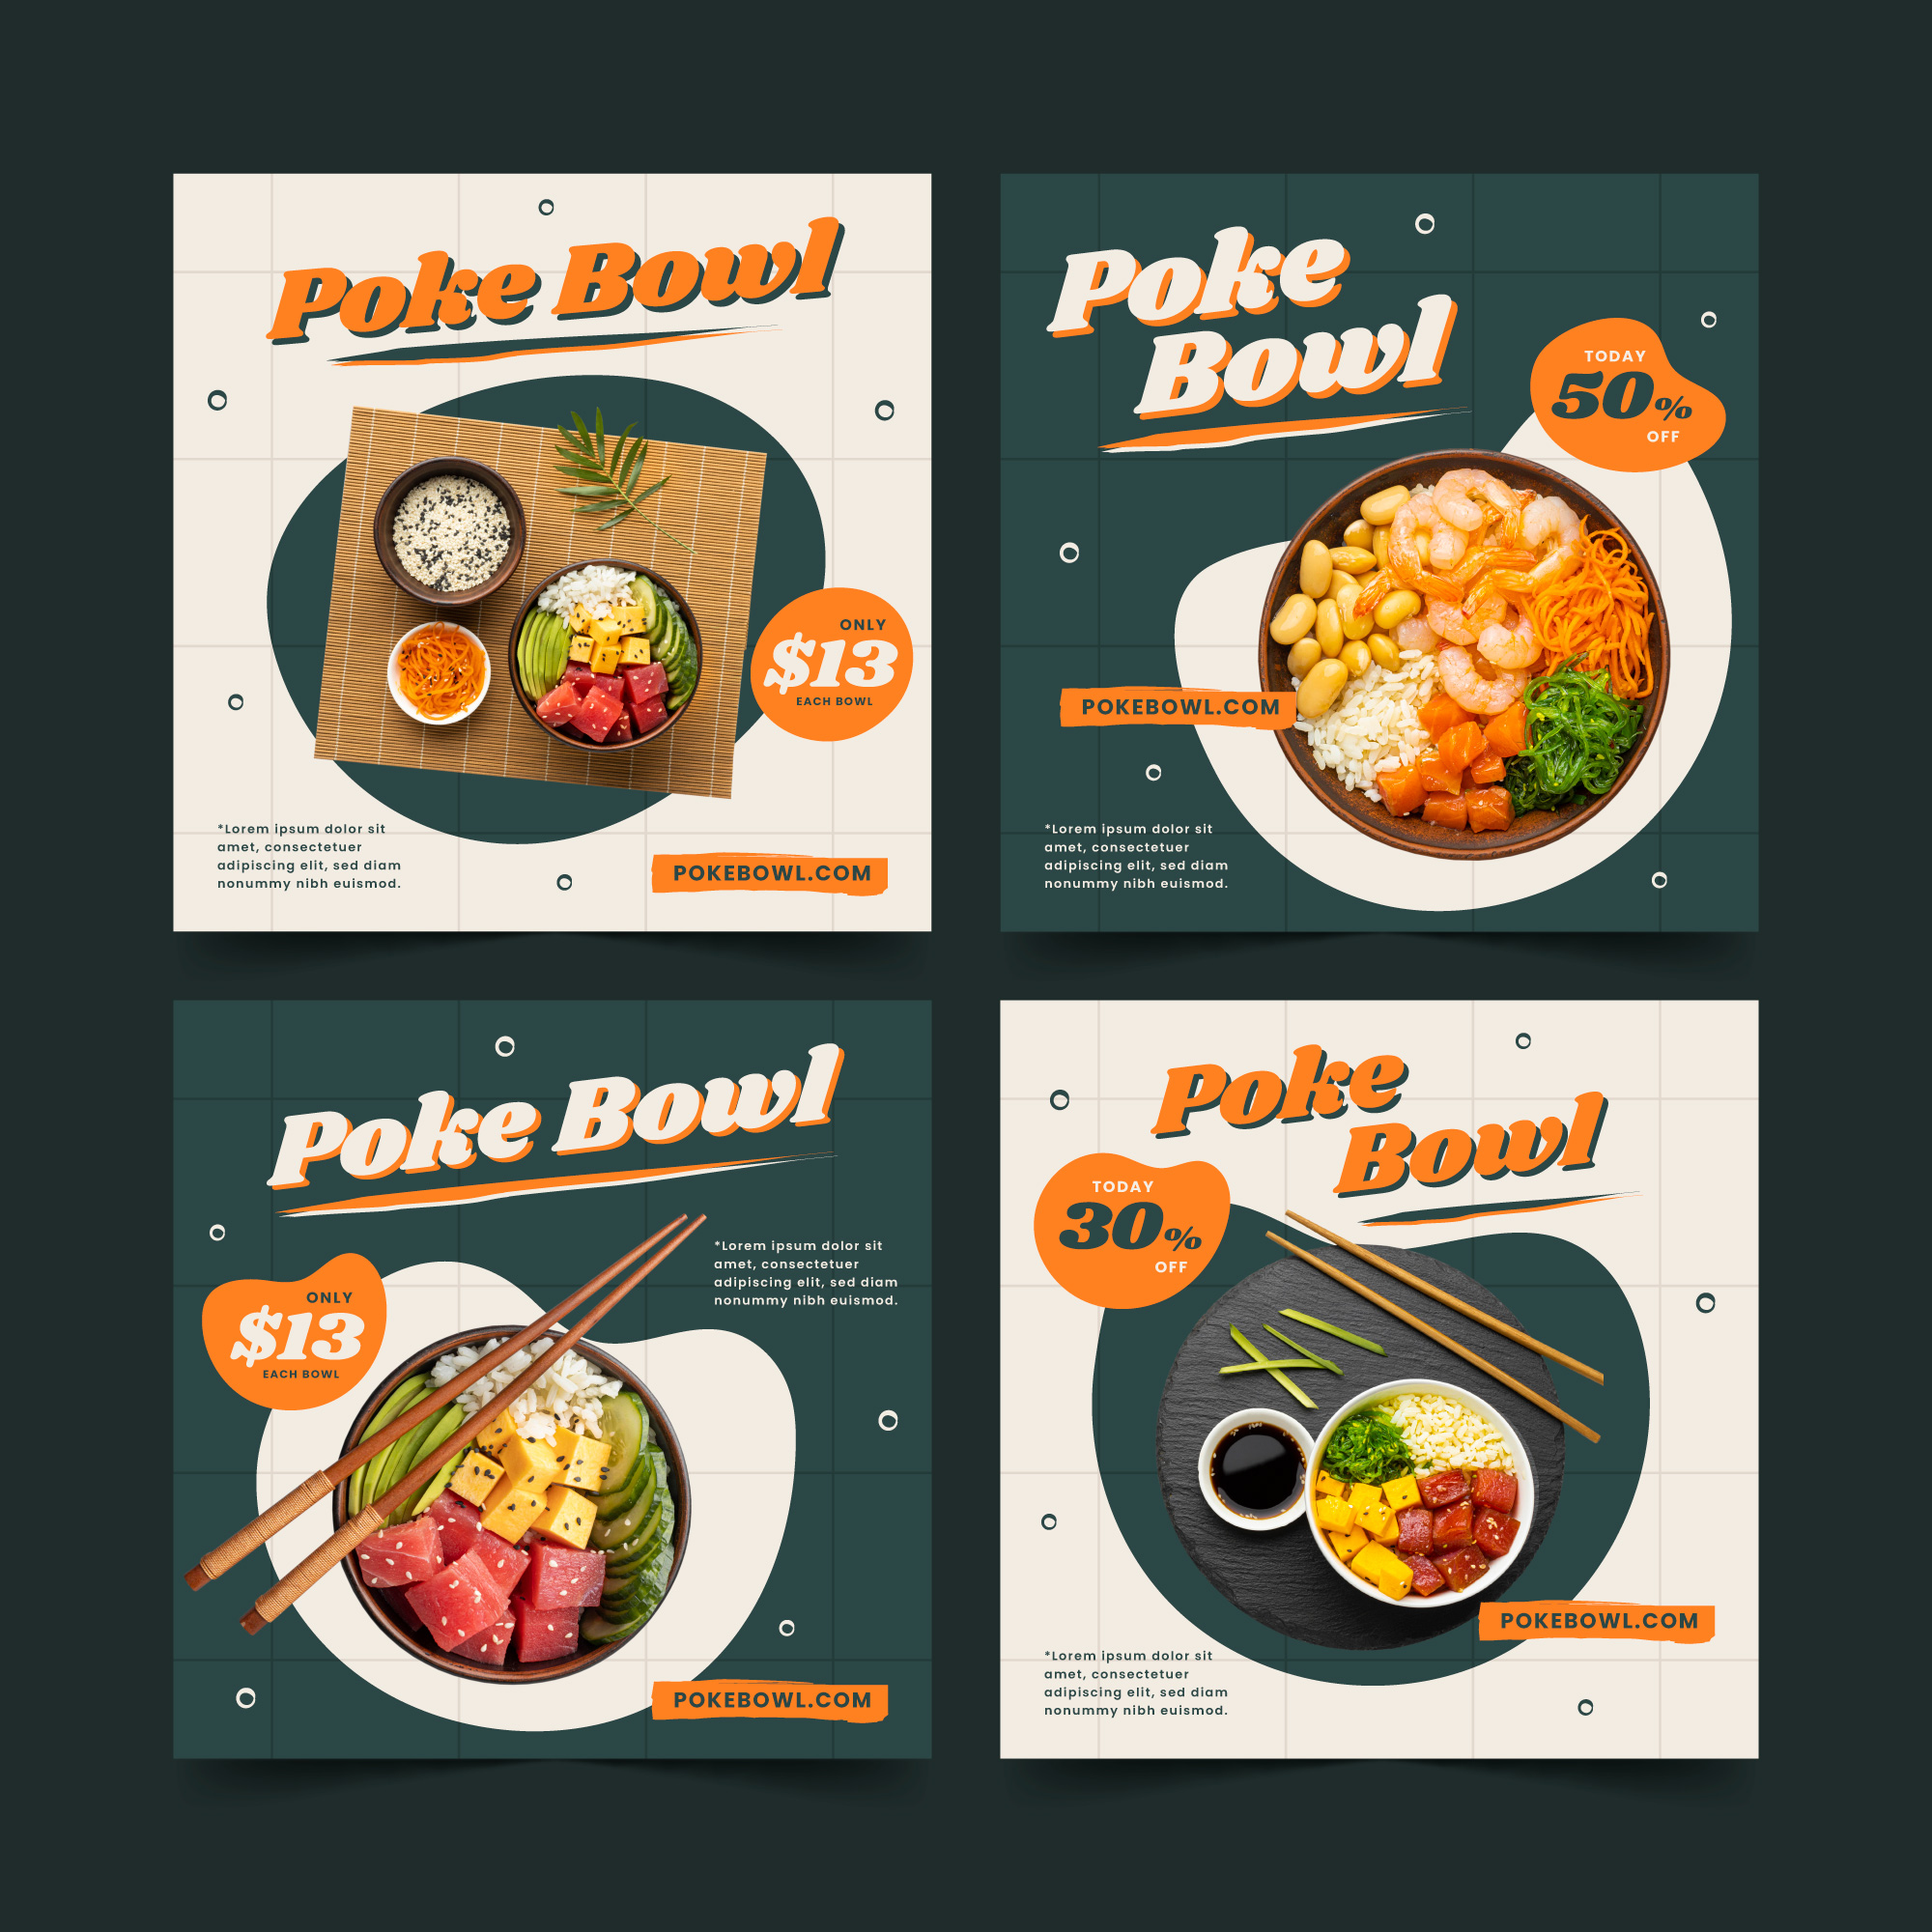 Poke Bowl
ONLY
$13
EACH BOWL
*Lorem ipsum dolor sit
amet, consectetuer
adipiscing elit, sed diam
nonummy nibh euismod.
POKEBOWL.COM
Poke
Bowl
TODAY
50%
OFF
POKEBOWL.COM
*Lorem ipsum dolor sit
amet, consectetuer
adipiscing elit, sed diam
nonummy nibh euismod.
Poke Bowl
*Lorem ipsum dolor sit
amet, consectetuer
adipiscing elit, sed diam
nonummy nibh euismod.
ONLY
$13
EACH BOWL
POKEBOWL.COM
Poke
Bowl
TODAY
30%
OFF
POKEBOWL.COM
*Lorem ipsum dolor sit
amet, consectetuer
adipiscing elit, sed diam
nonummy nibh euismod.